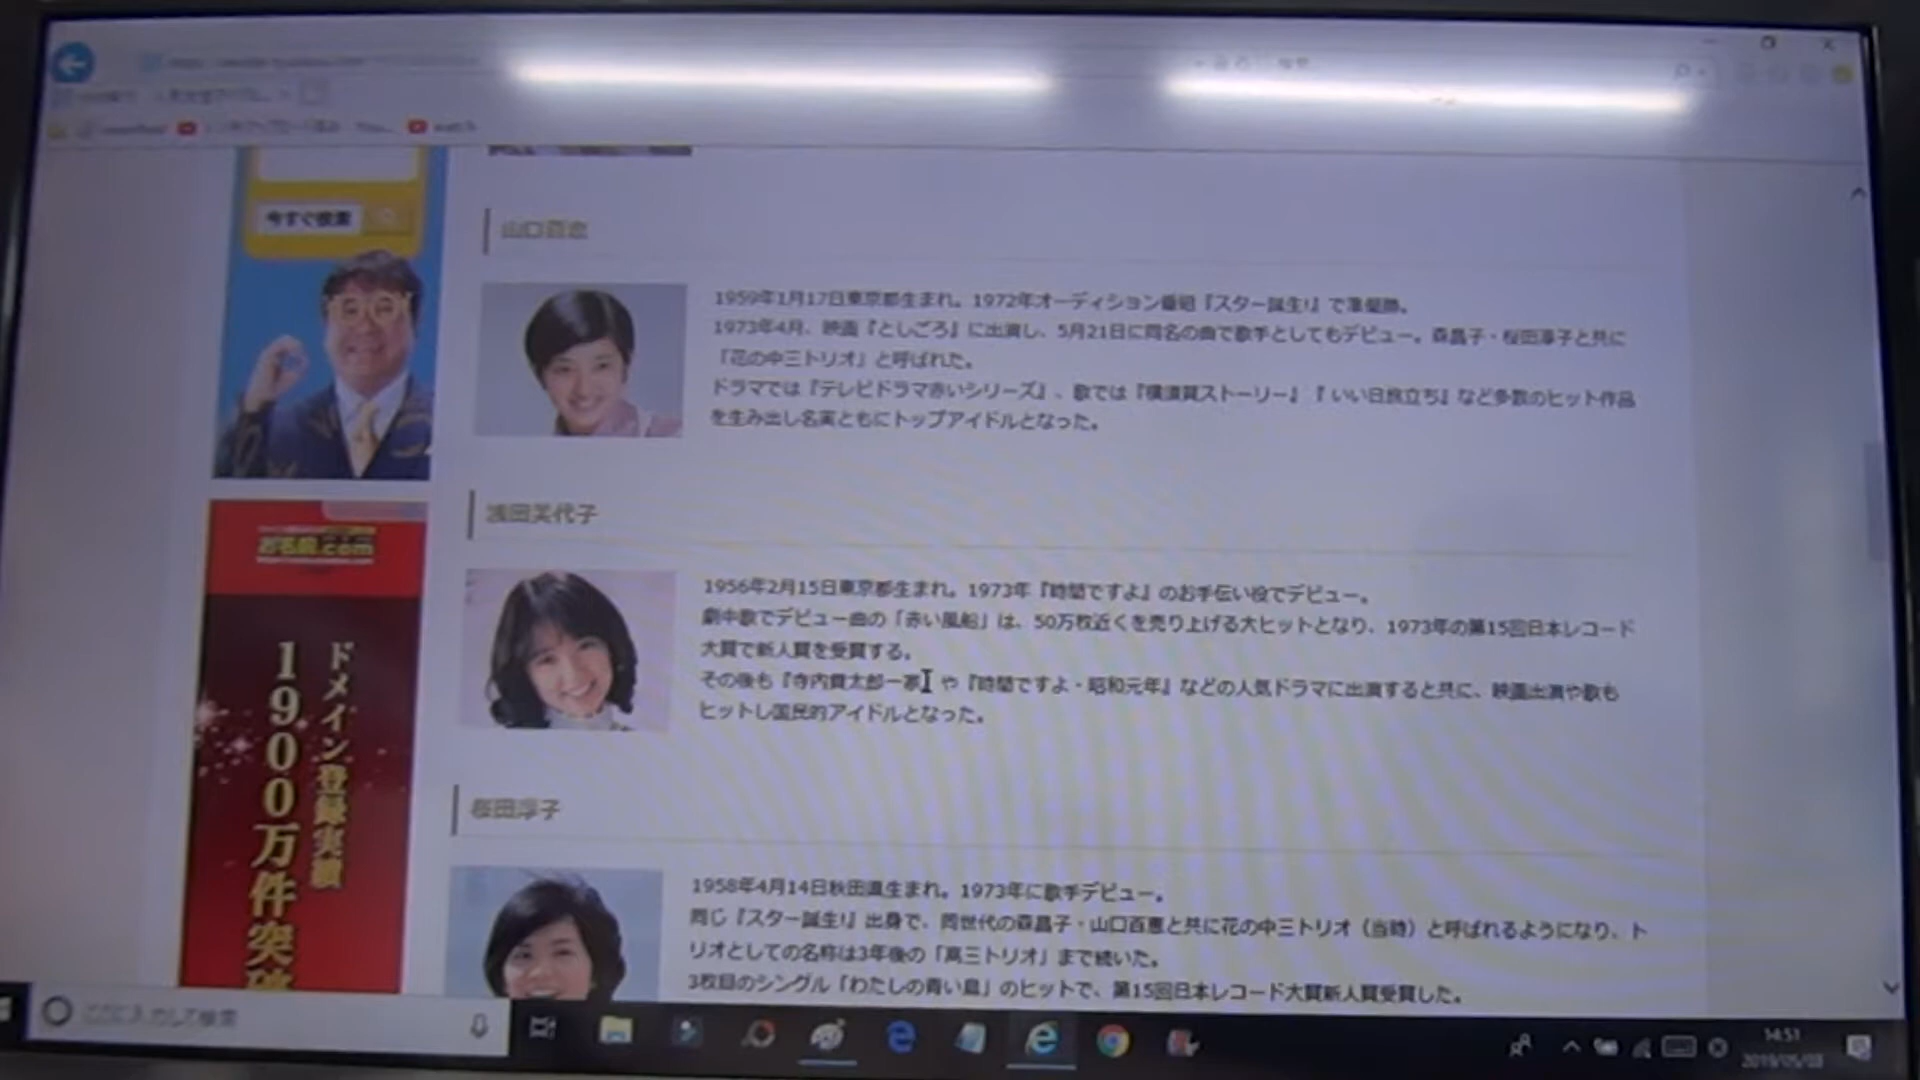 今すぐ検索
山口百恵
1959年1月17日東京都生まれ。1972年オーディション番組『スター誕生!』で準優勝。
1973年4月、映画『としごろ』に出演し、5月21日に同名の曲で歌手としてもデビュー。森昌子・桜田淳子と共に
「花の中三トリオ」と呼ばれた。
ドラマでは『テレビドラマ赤いシリーズ』、歌では『横須賀ストーリー』『いい日旅立ち』など多数のヒット作品
を生み出し名実ともにトップアイドルとなった。
浅田美代子
1956年2月15日東京都生まれ。1973年『時間ですよ』のお手伝い役でデビュー。
劇中歌でデビュー曲の「赤い風船」は、50万枚近くを売り上げる大ヒットとなり、1973年の第15回日本レコード
大賞で新人賞を受賞する。
その後も『寺内貫太郎一家』や『時間ですよ・昭和元年』などの人気ドラマに出演すると共に、映画出演や歌も
ヒットし国民的アイドルとなった。
桜田淳子
1958年4月14日秋田県生まれ。1973年に歌手デビュー。
同じ『スター誕生!』出身で、同世代の森昌子・山口百恵と共に花の中三トリオ（当時）と呼ばれるようになり、ト
リオとしての名称は3年後の「高三トリオ」まで続いた。
3枚目のシングル「わたしの青い鳥」のヒットで、第15回日本レコード大賞新人賞受賞した。
お名前.com
ドメイン登録実績
1900万件突破
ここに入力して検索
14:51
2019/05/03